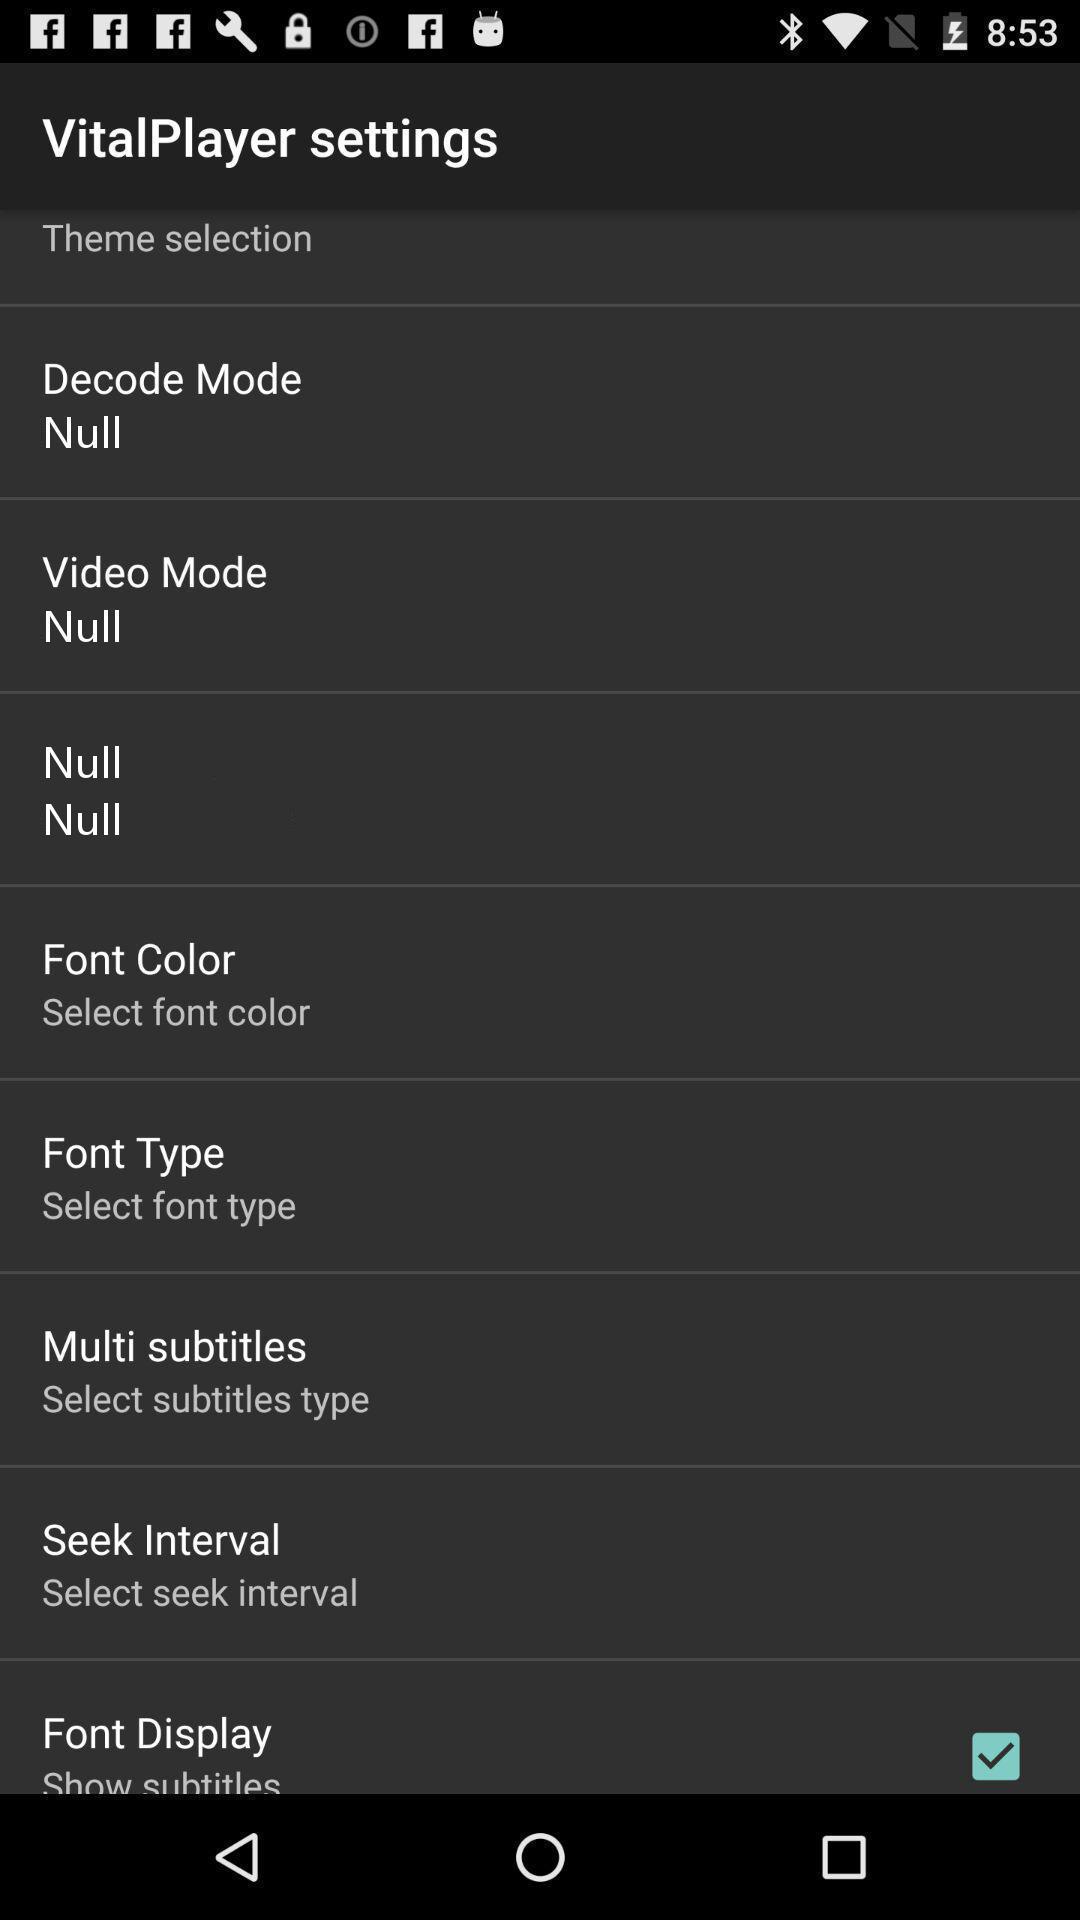 8:53
VitalPlayer settings
Theme selection
Decode Mode
Null
Video Mode
Null
Null
Null
Font Color
Select font color
Font Type
Select font type
Multi subtitles
Select subtitles type
Seek Interval
Select seek interval
Font Display
Show subtitles